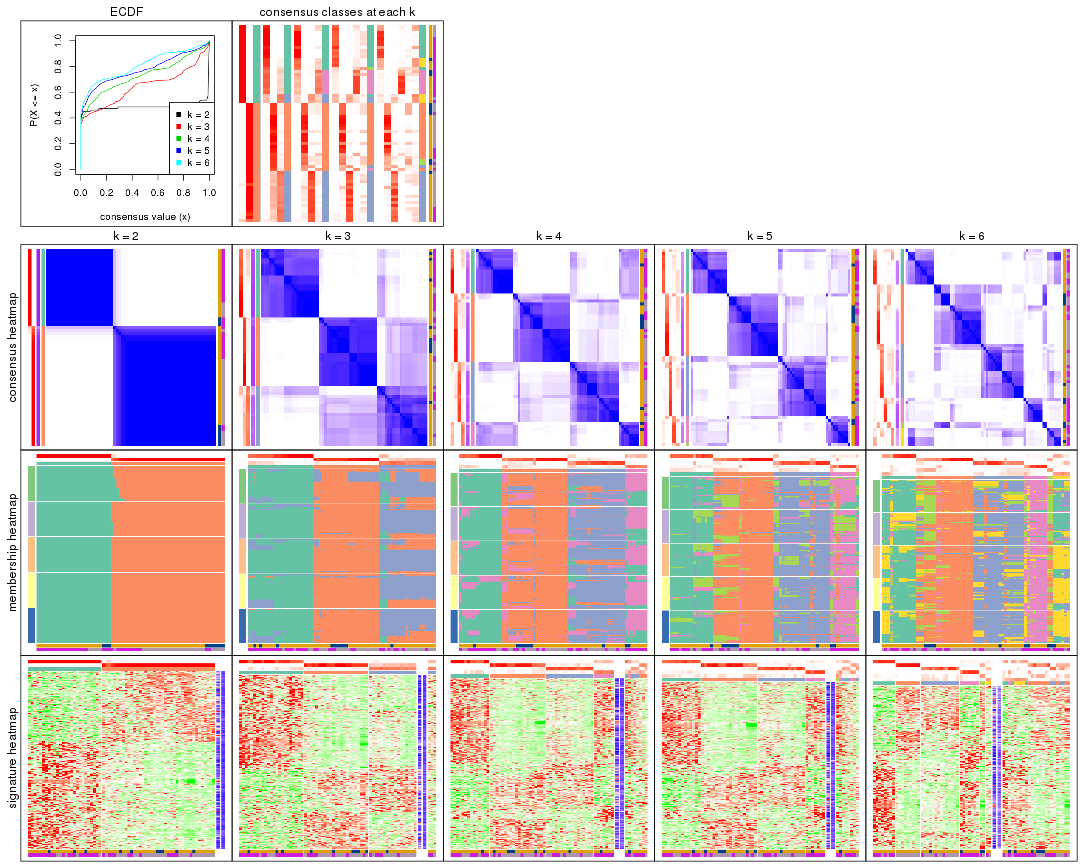 ECDF
consensus classes at each k
P(X <= x)
0.0
0.2
0.4
0.6
0.8
1.0
k = 2
k = 3
k = 4
k = 5
k = 6
0.0 0.2 0.4 0.6 0.8 1.0
consensus value (x)
k = 2
k = 3
k = 4
k = 5
k = 6
consensus heatmap
membership heatmap
signature heatmap